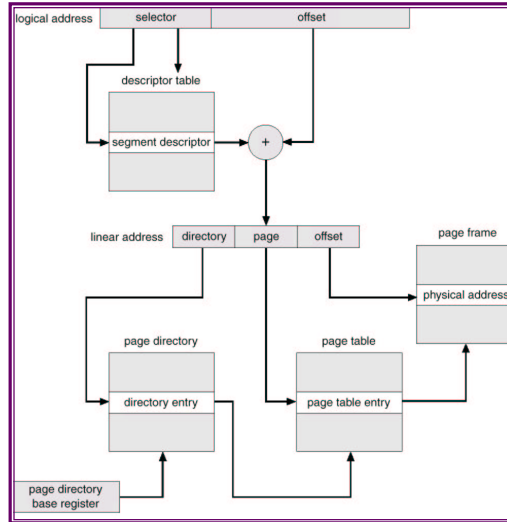 logical address selector offset
descriptor table
segment descriptor +
linear address directory page offset
page frame
physical address
page directory page table
directory entry page table entry
page directory
base register